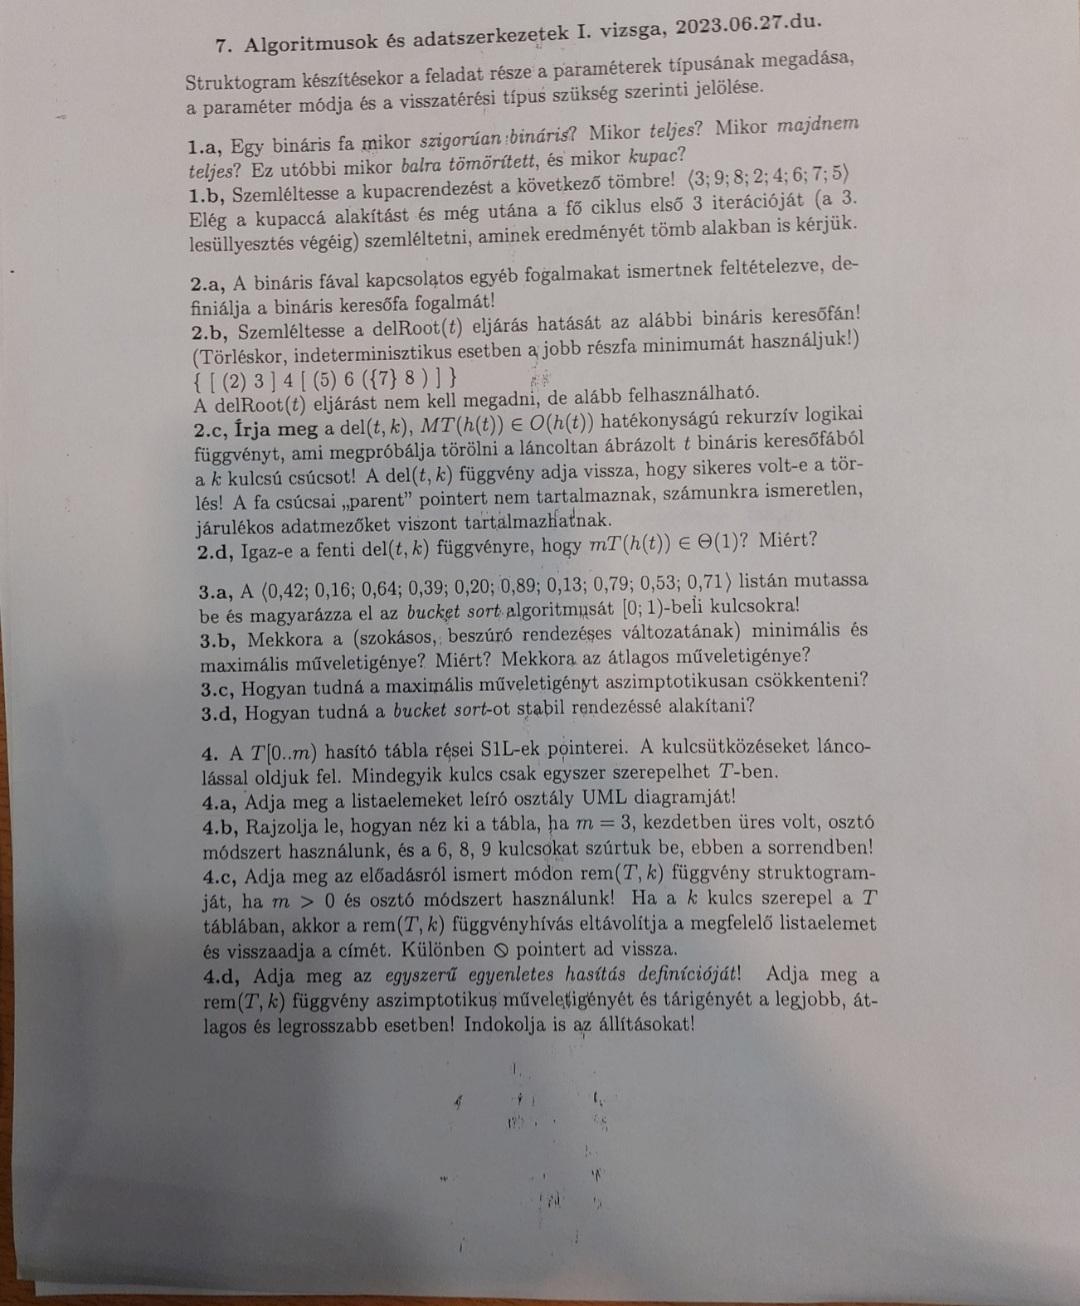 7. Algoritmusok és adatszerkezetek I. vizsga, 2023.06.27.du.
Struktogram készítésekor a feladat része a paraméterek típusának megadása,
a paraméter módja és a visszatérési típus szükség szerinti jelölése.
1.a, Egy bináris fa mikor szigorúan bináris? Mikor teljes? Mikor majdnem
teljes? Ez utóbbi mikor balra tömörített, és mikor kupac?
1.b, Szemléltesse a kupacrendezést a következő tömbre! ⟨3; 9; 8; 2; 4; 6; 7; 5⟩
Elég a kupaccá alakítást és még utána a fő ciklus első 3 iterációját (a 3.
lesüllyesztés végéig) szemléltetni, aminek eredményét tömb alakban is kérjük.
2.a, A bináris fával kapcsolatos egyéb fogalmakat ismertnek feltételezve, de-
finiálja a bináris keresőfa fogalmát!
2.b, Szemléltesse a delRoot(t) eljárás hatását az alábbi bináris keresőfán!
(Törléskor, indeterminisztikus esetben a jobb részfa minimumát használjuk!)
{ [ (2) 3 ] 4 [ (5) 6 ({7} 8 ) ] }
A delRoot(t) eljárást nem kell megadni, de alább felhasználható.
2.c, Írja meg a del(t, k), MT(h(t)) ∈ O(h(t)) hatékonyságú rekurzív logikai
függvényt, ami megpróbálja törölni a láncoltan ábrázolt t bináris keresőfából
a k kulcsú csúcsot! A del(t, k) függvény adja vissza, hogy sikeres volt-e a tör-
lés! A fa csúcsai „parent” pointert nem tartalmaznak, számunkra ismeretlen,
járulékos adatmezőket viszont tartalmazhatnak.
2.d, Igaz-e a fenti del(t, k) függvényre, hogy mT(h(t)) ∈ Θ(1)? Miért?
3.a, A ⟨0,42; 0,16; 0,64; 0,39; 0,20; 0,89; 0,13; 0,79; 0,53; 0,71⟩ listán mutassa
be és magyarázza el az bucket sort algoritmusát [0; 1)-beli kulcsokra!
3.b, Mekkora a (szokásos, beszúró rendezéses változatának) minimális és
maximális műveletigénye? Miért? Mekkora az átlagos műveletigénye?
3.c, Hogyan tudná a maximális műveletigényt aszimptotikusan csökkenteni?
3.d, Hogyan tudná a bucket sort-ot stabil rendezéssé alakítani?
4. A T[0..m) hasító tábla rései S1L-ek pointerei. A kulcsütközéseket lánco-
lással oldjuk fel. Mindegyik kulcs csak egyszer szerepelhet T-ben.
4.a, Adja meg a listaelemeket leíró osztály UML diagramját!
4.b, Rajzolja le, hogyan néz ki a tábla, ha m = 3, kezdetben üres volt, osztó
módszert használunk, és a 6, 8, 9 kulcsokat szúrtuk be, ebben a sorrendben!
4.c, Adja meg az előadásról ismert módon rem(T, k) függvény struktogram-
ját, ha m > 0 és osztó módszert használunk! Ha a k kulcs szerepel a T
táblában, akkor a rem(T, k) függvényhívás eltávolítja a megfelelő listaelemet
és visszaadja a címét. Különben ⦸ pointert ad vissza.
4.d, Adja meg az egyszerű egyenletes hasítás definícióját! Adja meg a
rem(T, k) függvény aszimptotikus műveletigényét és tárigényét a legjobb, át-
lagos és legrosszabb esetben! Indokolja is az állításokat!